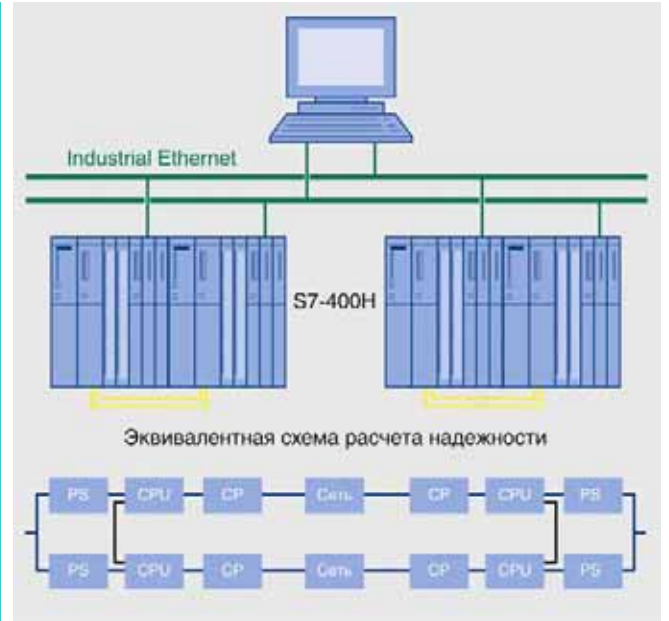 Industrial Ethernet
S7-400H
Эквивалентная схема расчета надежности
PS CPU CP Сеть CP CPU PS
PS CPU CP Сеть CP CPU PS